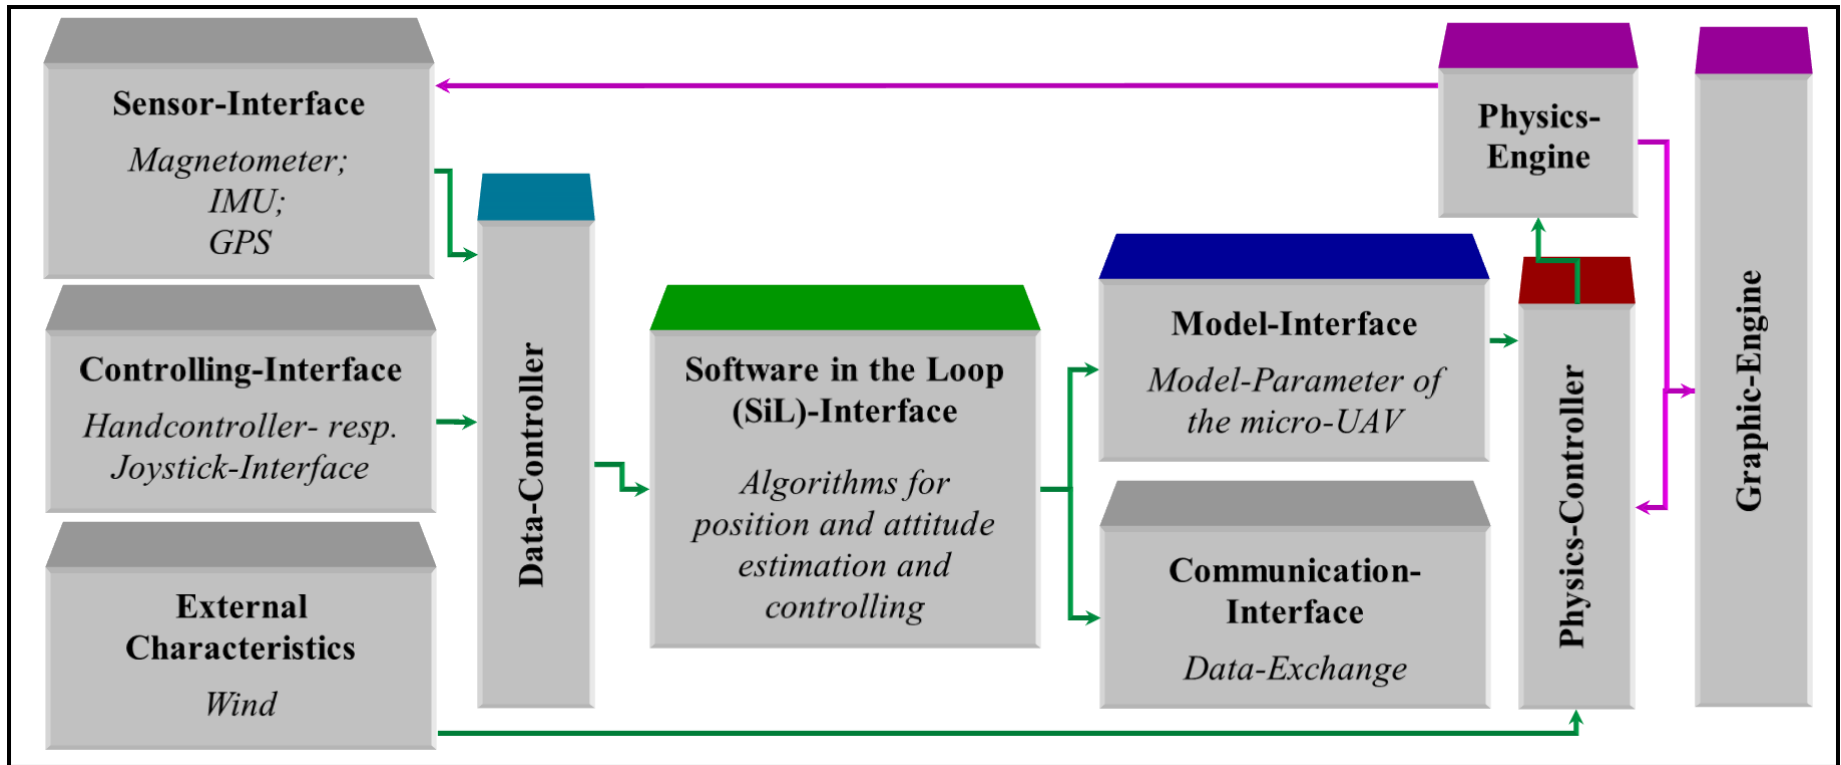 Sensor-Interface
Magnetometer;
IMU;
GPS
Controlling-Interface
Handcontroller- resp.
Joystick-Interface
External
Characteristics
Wind
Data-Controller
Software in the Loop
(SiL)-Interface
Algorithms for
position and attitude
estimation and
controlling
Model-Interface
Model-Parameter of
the micro-UAV
Communication-
Interface
Data-Exchange
Physics-Controller
Physics-
Engine
Graphic-Engine